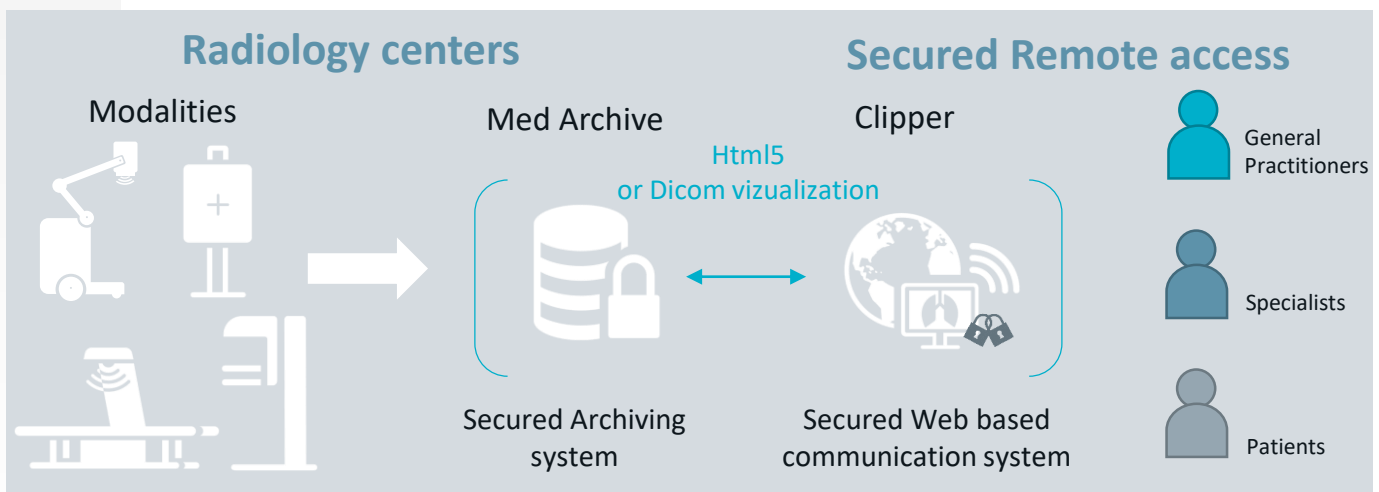 Radiology centers
Secured Remote access
Modalities
Med Archive
Clipper
Html5
or Dicom vizualization
General
Practitioners
Specialists
Patients
Secured Archiving
system
Secured Web based
communication system